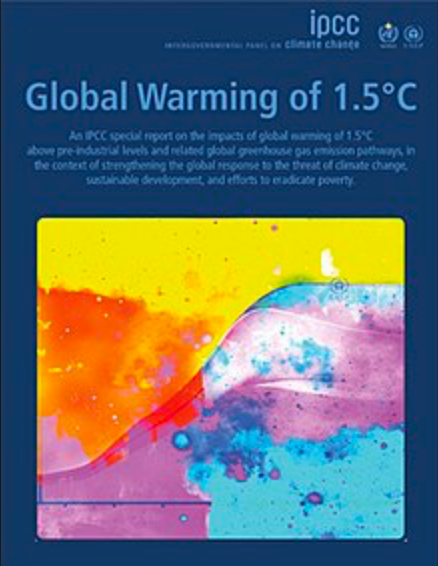 ipcc
INTERGOVERNMENTAL PANEL ON climate change
Global Warming of 1.5°C
An IPCC special report on the impacts of global warming of 1.5°C
above pre-industrial levels and related global greenhouse gas emission pathways, in
the context of strengthening the global response to the threat of climate change,
sustainable development, and efforts to eradicate poverty.